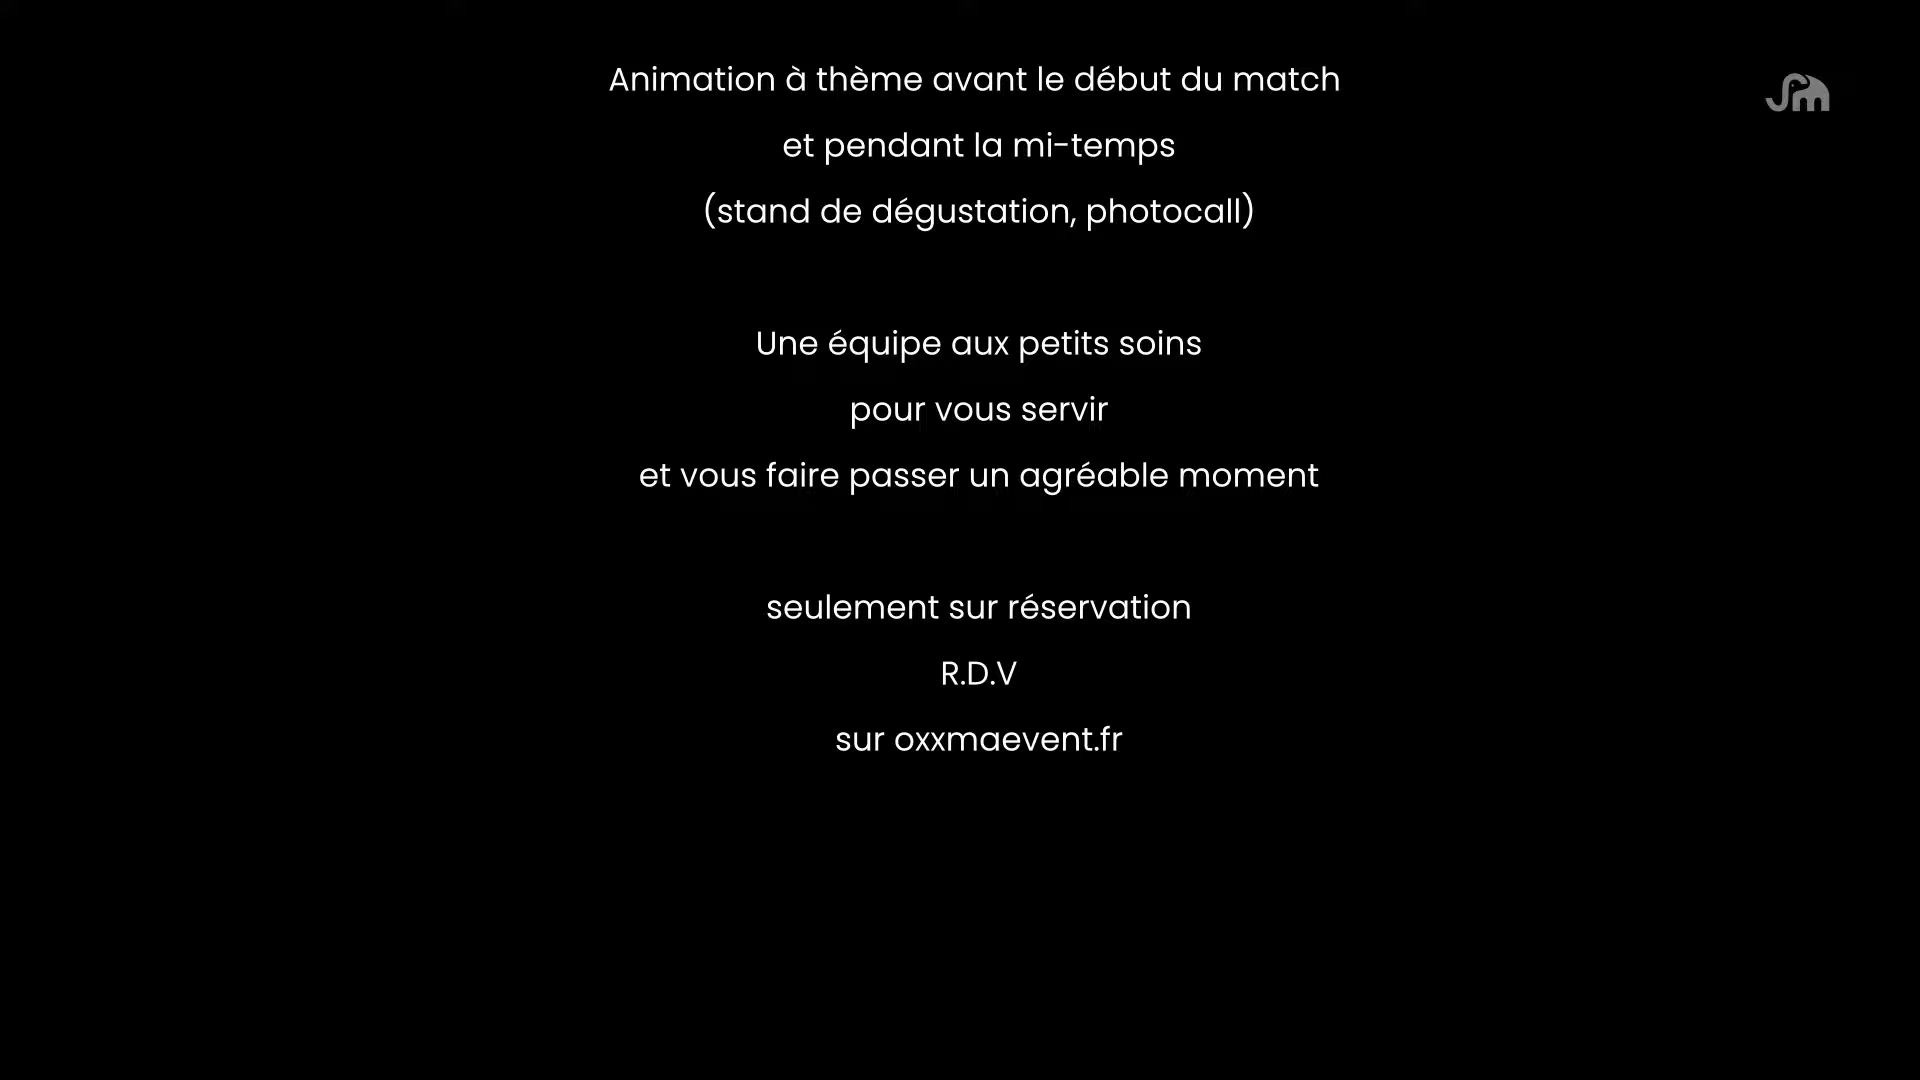 Animation à thème avant le début du match
et pendant la mi-temps
(stand de dégustation, photocall)
Une équipe aux petits soins
pour vous servir
et vous faire passer un agréable moment
seulement sur réservation
R.D.V
sur oxxmaevent.fr